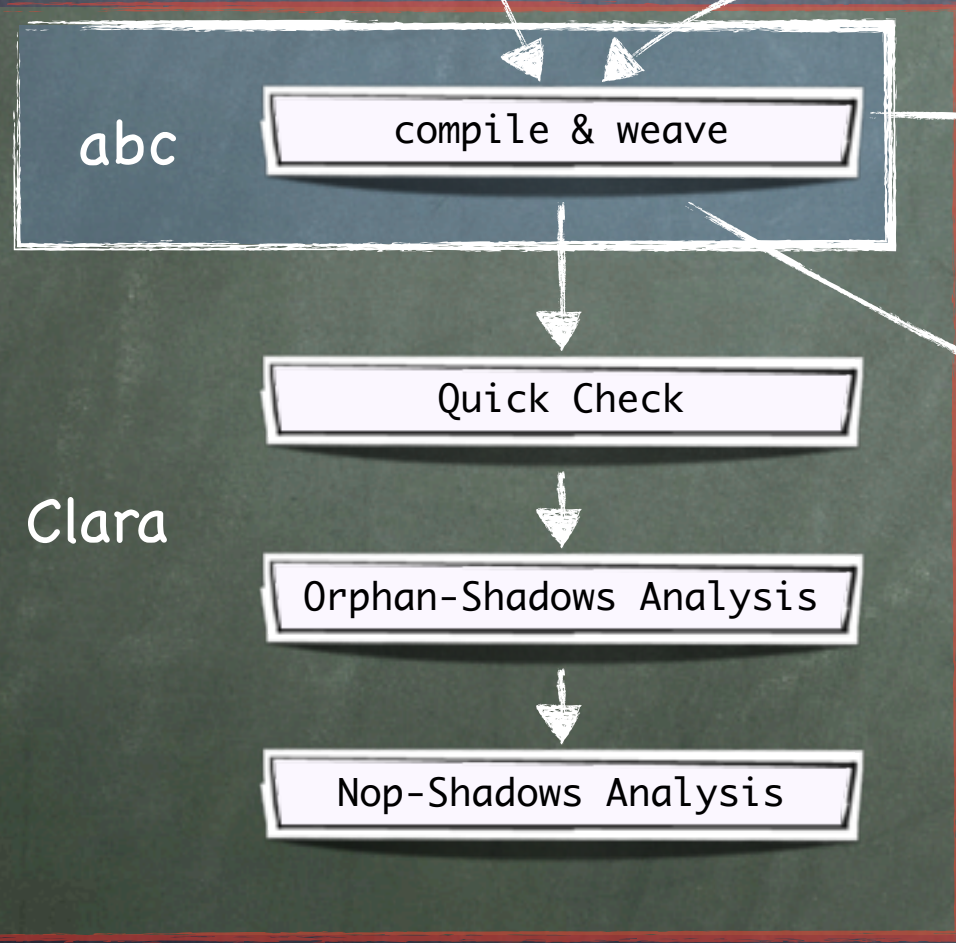 abc
compile & weave
Quick Check
Clara
Orphan-Shadows Analysis
Nop-Shadows Analysis